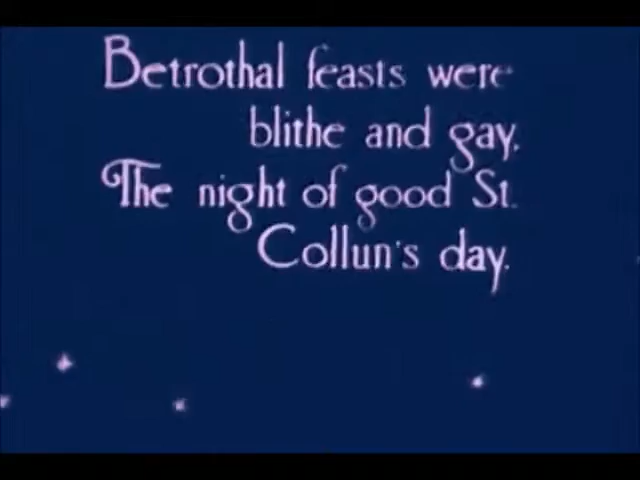 Betrothal feasts were
blithe and gay.
The night of good St.
Collun's day.